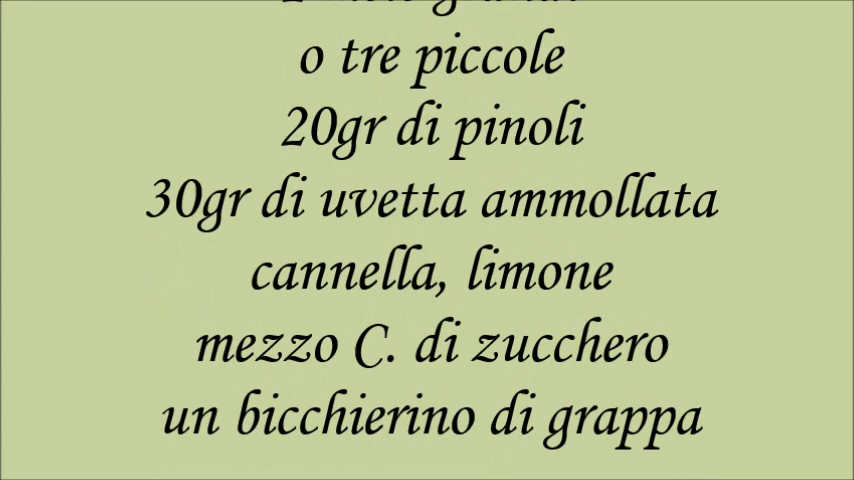 o tre piccole
20gr di pinoli
30gr di uvetta ammollata
cannella, limone
mezzo C. di zucchero
un bicchierino di grappa